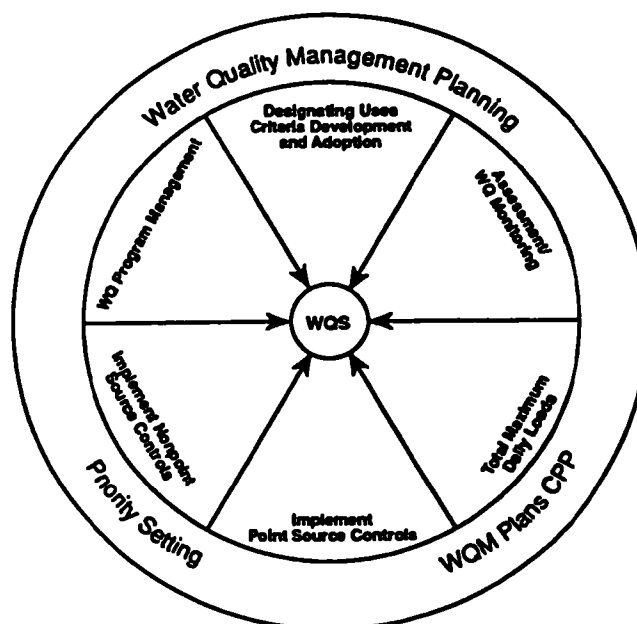 Water Quality Management Planning
Designating Uses
Criteria Development
and Adoption
WQ Program Management
Assessment/
WQ Monitoring
WQS
Implement Nonpoint
Source Controls
Total Maximum
Daily Loads
Implement
Point Source Controls
Priority Setting
WQM Plans CPP